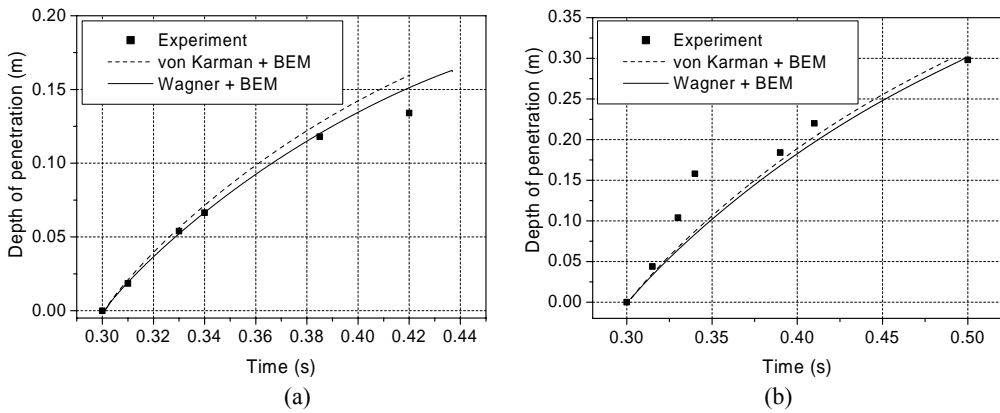 0.20
0.15
0.10
0.05
0.00
Depth of penetration (m)
Experiment
von Karman + BEM
Wagner + BEM
0.30 0.32 0.34 0.36 0.38 0.40 0.42 0.44
Time (s)
(a)
0.35
0.30
0.25
0.20
0.15
0.10
0.05
0.00
Depth of penetration (m)
Experiment
von Karman + BEM
Wagner + BEM
0.30 0.35 0.40 0.45 0.50
Time (s)
(b)